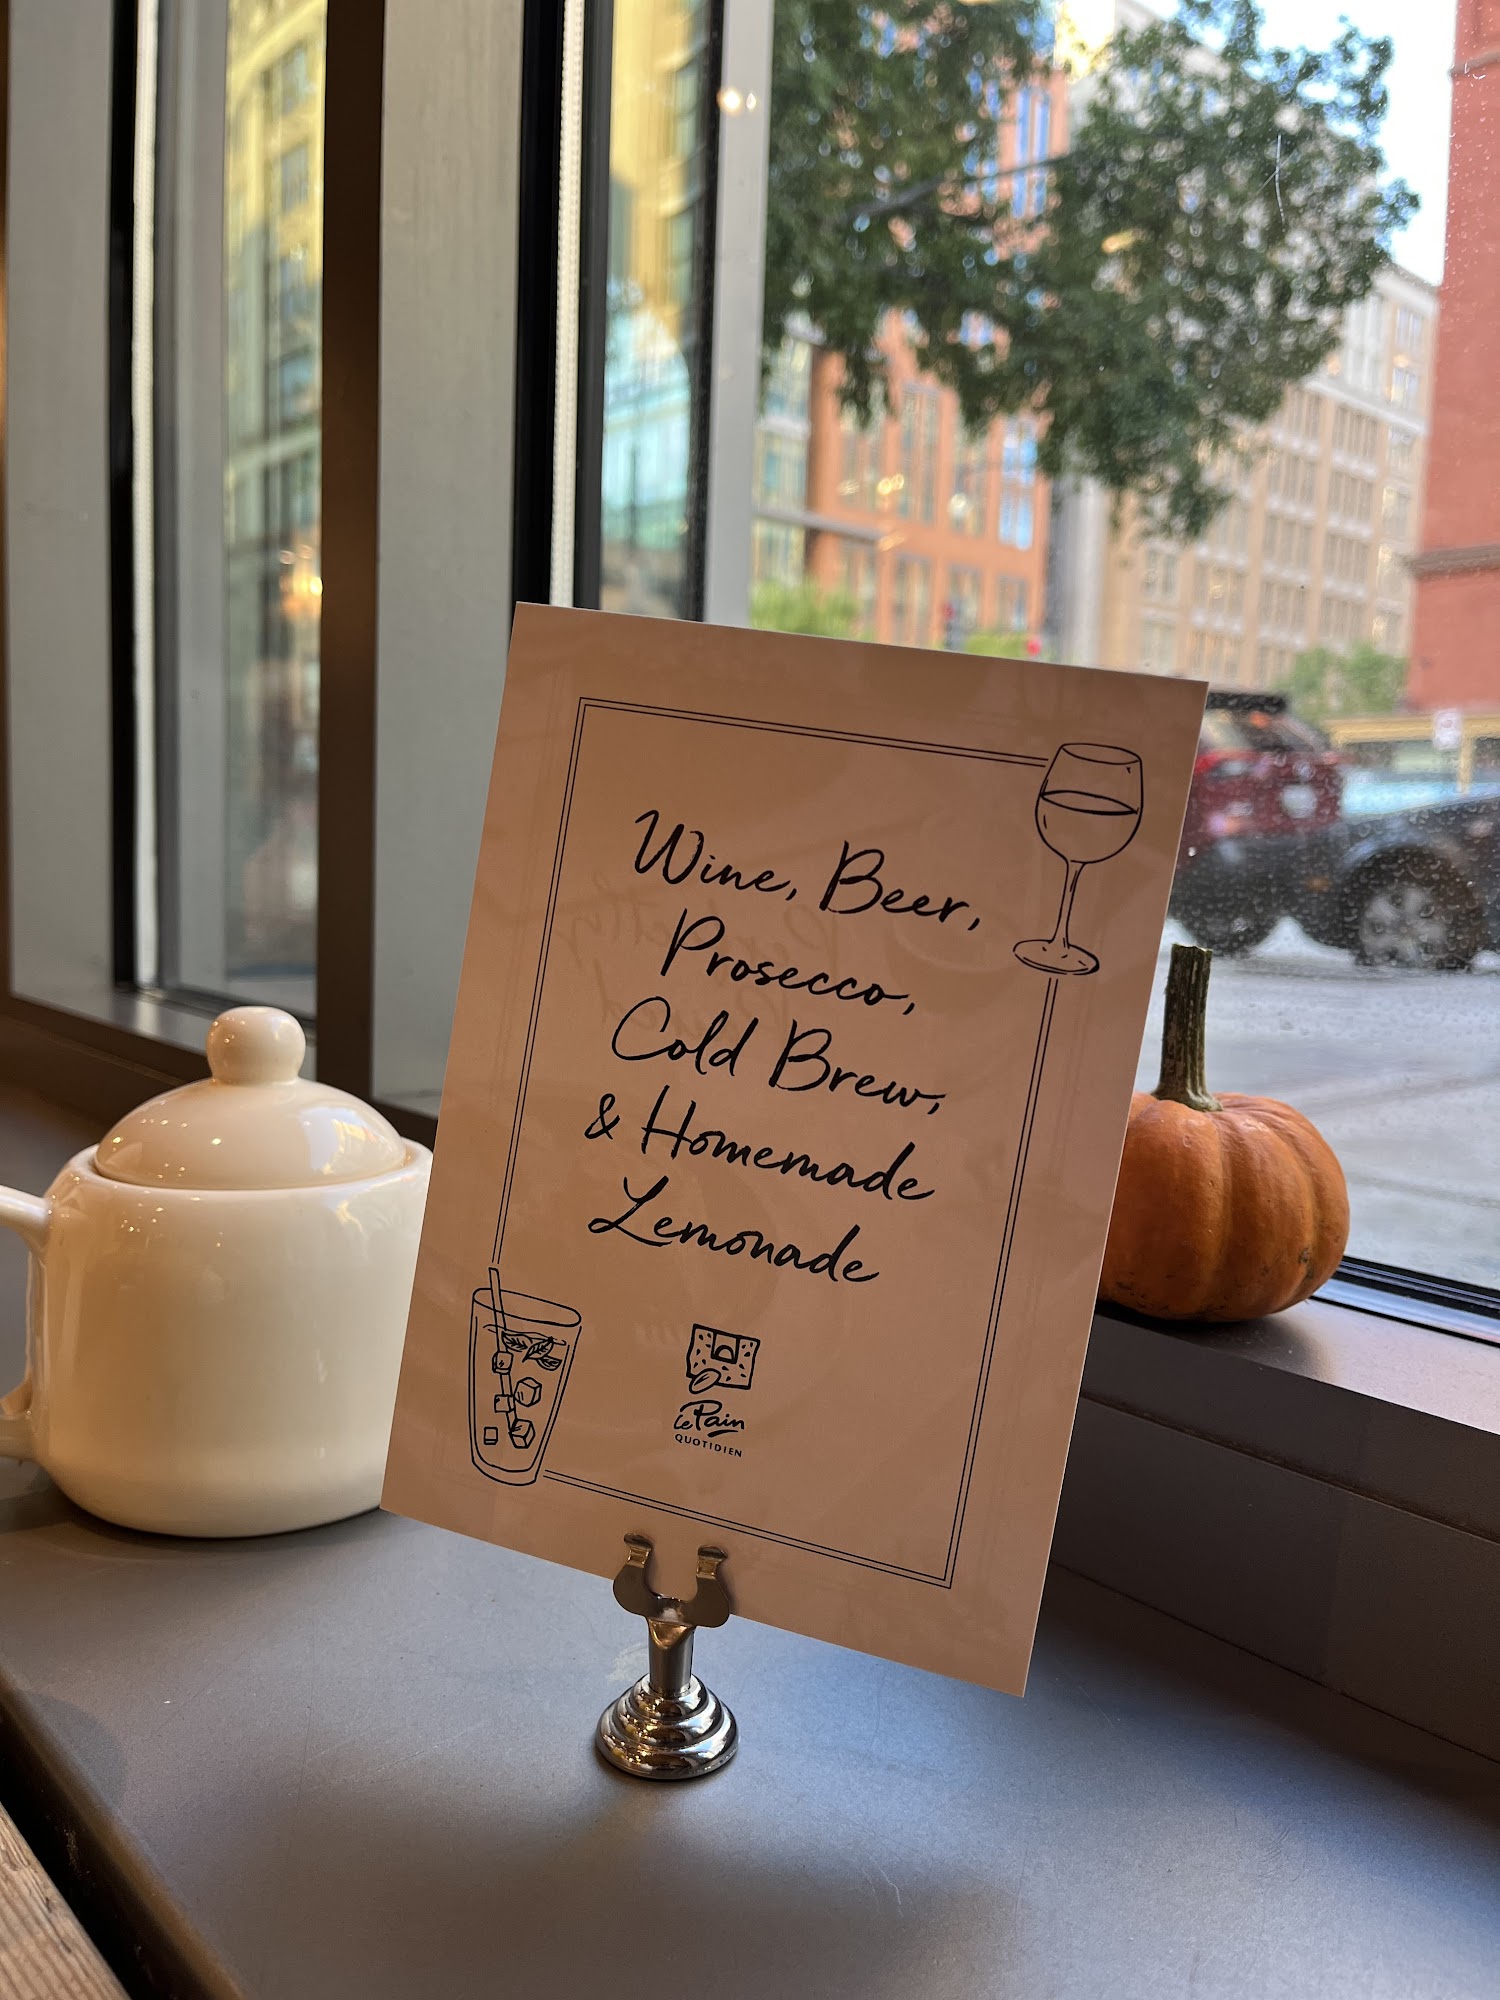 Wine, Beer,
Prosecco,
Cold Brew,
& Homemade
Lemonade
le Pain
QUOTIDIEN